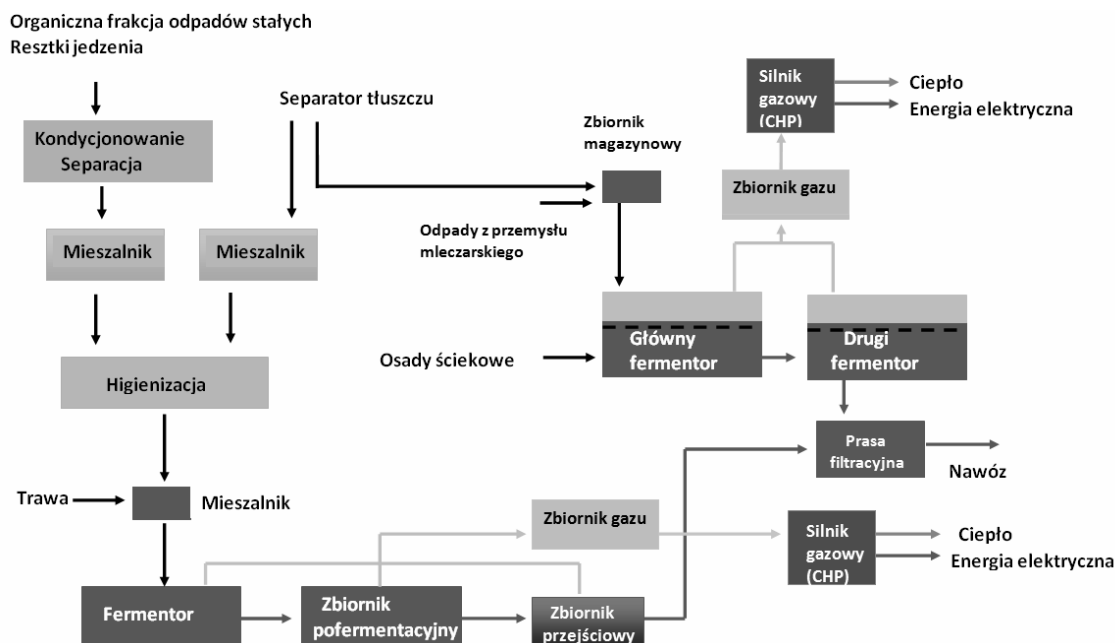 Organiczna frakcja odpadów stałych
Resztki jedzenia
Separator tłuszczu
Kondycjonowanie
Separacja
Mieszalnik
Mieszalnik
Higienizacja
Trawa
Mieszalnik
Fermentor
Zbiornik
pofermentacyjny
Zbiornik
przejściowy
Zbiornik gazu
Silnik
gazowy
(CHP)
Ciepło
Energia elektryczna
Zbiornik
magazynowy
Odpady z przemysłu
mleczarskiego
Osady ściekowe
Główny
fermentor
Drugi
fermentor
Zbiornik gazu
Silnik
gazowy
(CHP)
Ciepło
Energia elektryczna
Prasa
filtracyjna
Nawóz